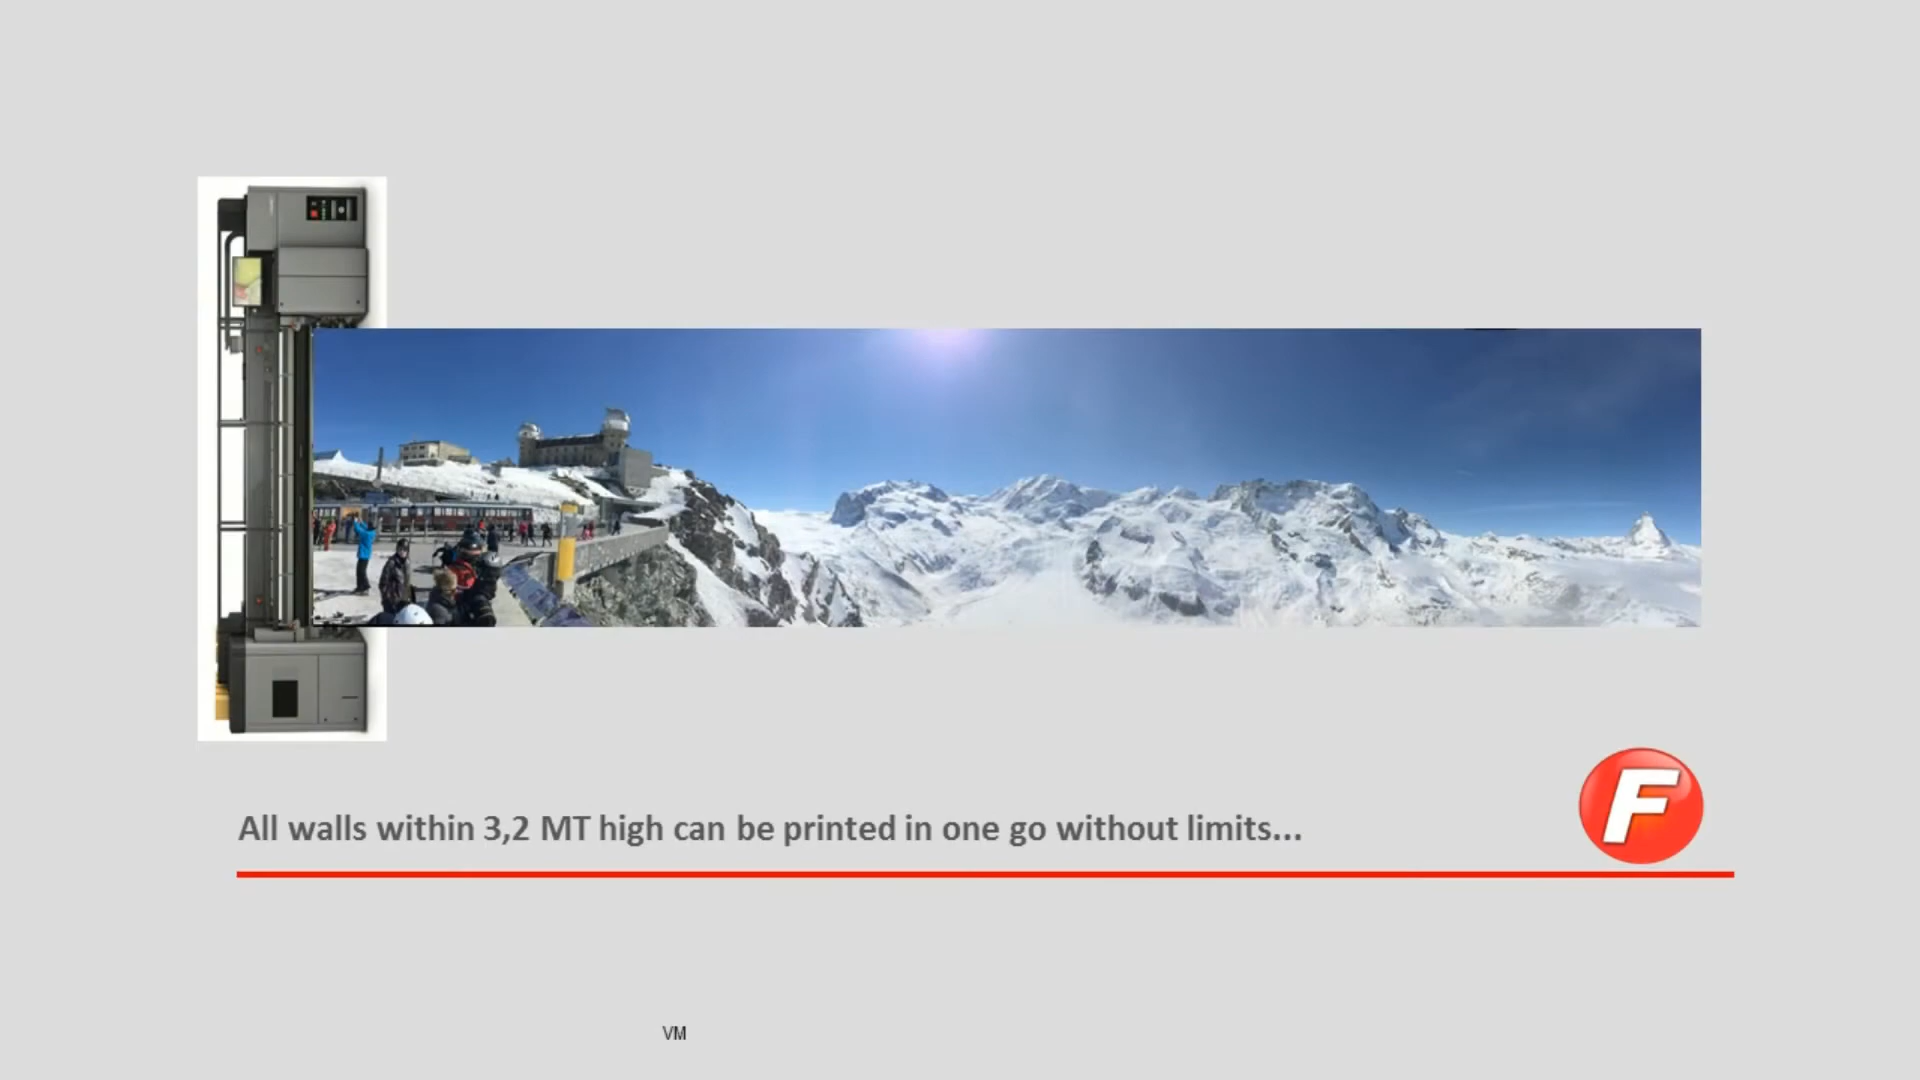 All walls within 3,2 MT high can be printed in one go without limits...
F
VM